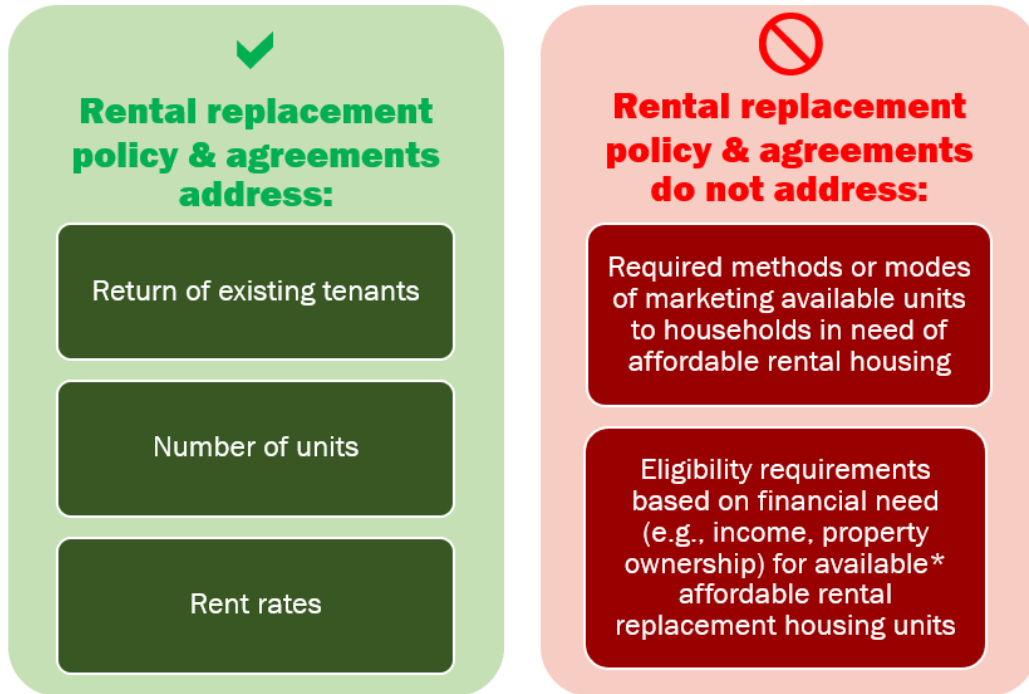 Rental replacement
policy & agreements
address:
Return of existing tenants
Number of units
Rent rates
Rental replacement
policy & agreements
do not address:
Required methods or modes
of marketing available units
to households in need of
affordable rental housing
Eligibility requirements
based on financial need
(e.g., income, property
ownership) for available*
affordable rental
replacement housing units